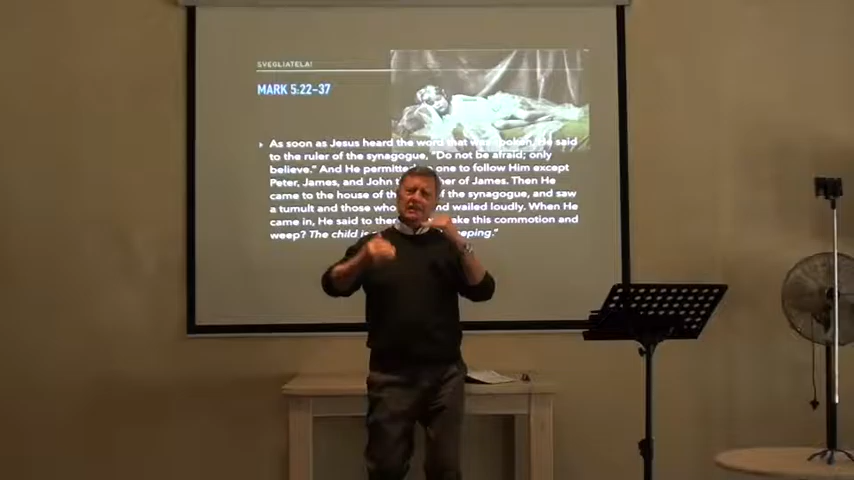 SVEGLIATELA!
MARK 5:22-37
As soon as Jesus heard the word that was spoken, He said
to the ruler of the synagogue, "Do not be afraid; only
believe." And He permitted no one to follow Him except
Peter, James, and John the brother of James. Then He
came to the house of the ruler of the synagogue, and saw
a tumult and those who wept and wailed loudly. When He
came in, He said to them, make this commotion and
weep? The child is sleeping."